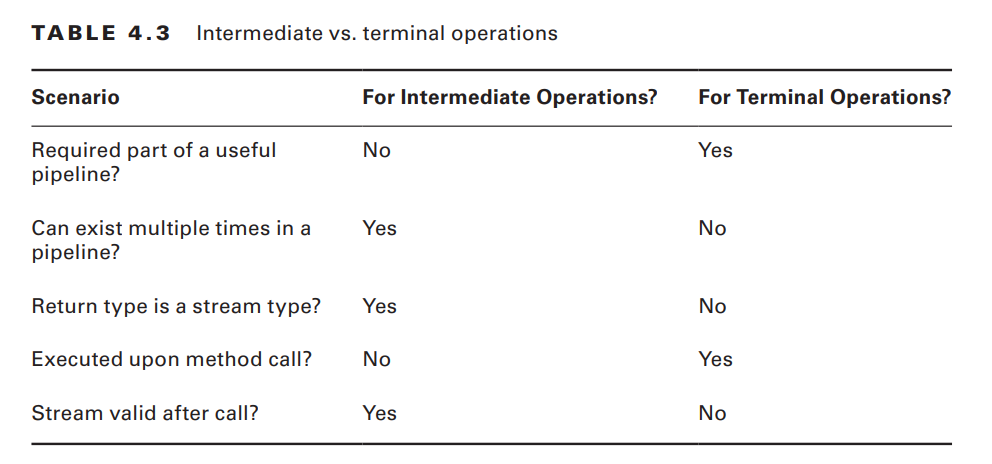 TABLE 4.3 Intermediate vs. terminal operations
Scenario For Intermediate Operations? For Terminal Operations?
Required part of a useful No Yes
pipeline?
Can exist multiple times in a Yes No
pipeline?
Return type is a stream type? Yes No
Executed upon method call? No Yes
Stream valid after call? Yes No